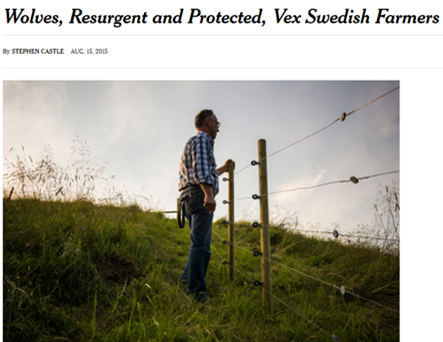 Wolves, Resurgent and Protected, Vex Swedish Farmers
By STEPHEN CASTLE AUG. 15, 2015